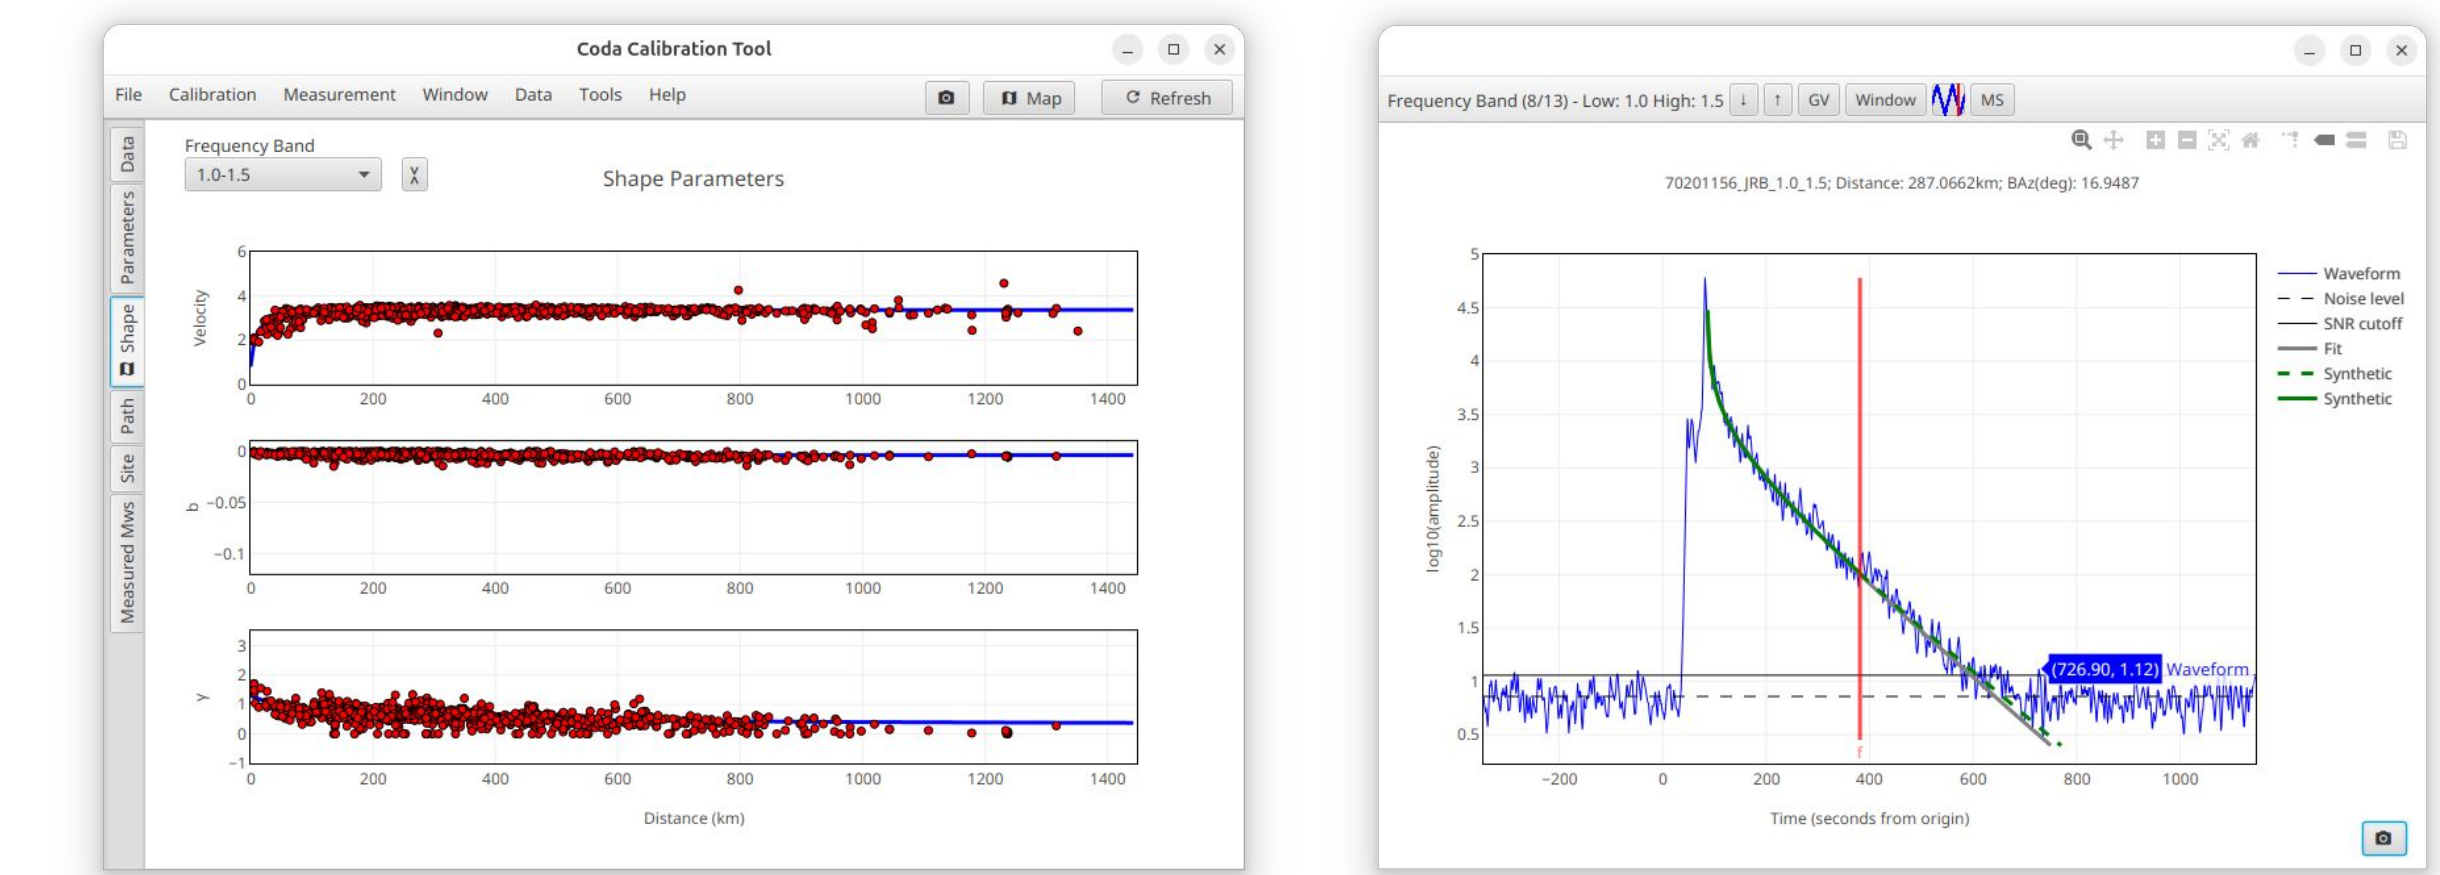 Coda Calibration Tool
File Calibration Measurement Window Data Tools Help Map Refresh
Data
Parameters
Shape
Path
Site
Measured Mws
Frequency Band
1.0-1.5
Shape Parameters
Velocity
6
4
2
0
0 200 400 600 800 1000 1200 1400
b
0
−0.05
−0.1
0 200 400 600 800 1000 1200 1400
γ
3
2
1
0
−1
0 200 400 600 800 1000 1200 1400
Distance (km)
Frequency Band (8/13) - Low: 1.0 High: 1.5 ↓ ↑ GV Window MS
70201156_JRB_1.0_1.5; Distance: 287.0662km; BAz(deg): 16.9487
log10(amplitude)
5
4.5
4
3.5
3
2.5
2
1.5
1
0.5
f
(726.90, 1.12) Waveform
−200 0 200 400 600 800 1000
Time (seconds from origin)
Waveform
Noise level
SNR cutoff
Fit
Synthetic
Synthetic